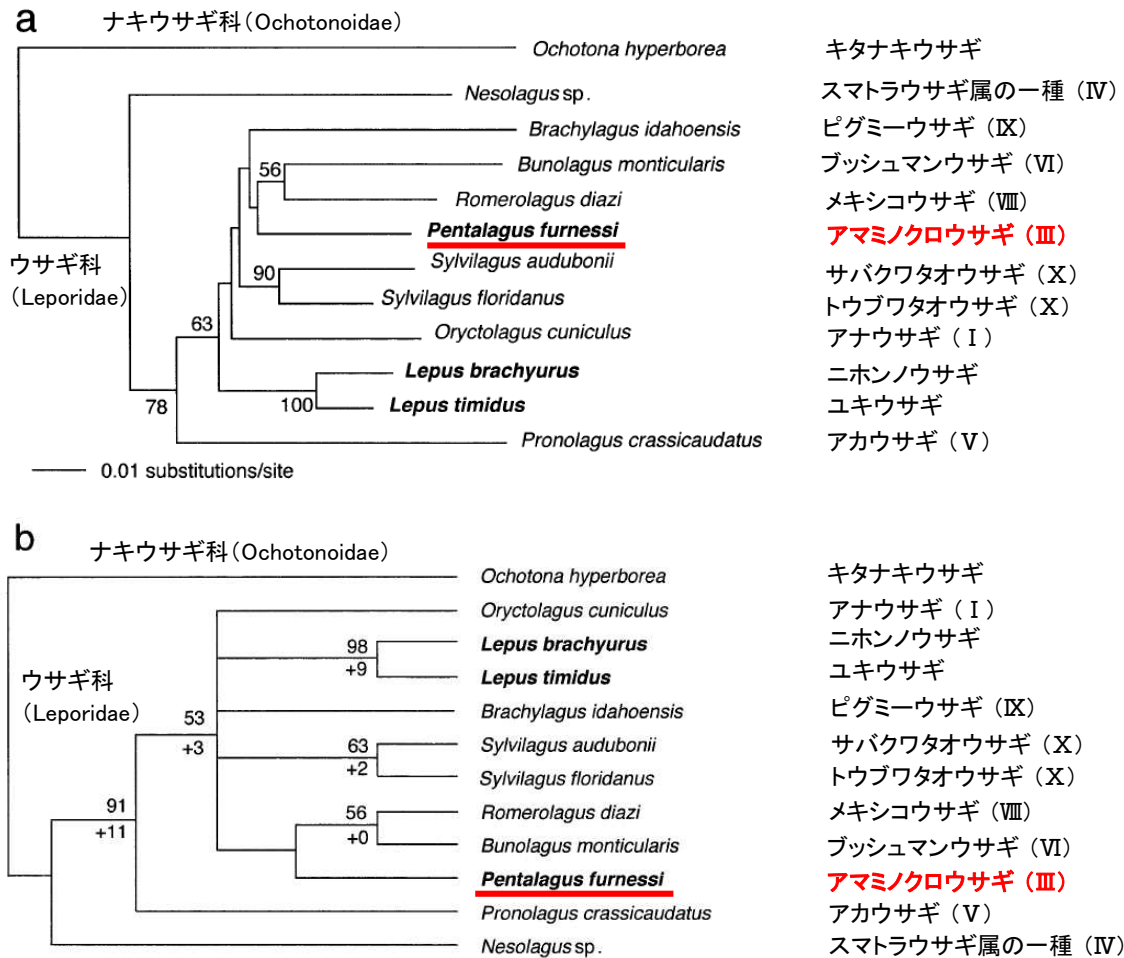 a ナキウサギ科(Ochotonoidae)
Ochotona hyperborea キタナキウサギ
Nesolagus sp. スマトラウサギ属の一種 (Ⅳ)
Brachylagus idahoensis ピグミーウサギ (Ⅸ)
56 Bunolagus monticularis ブッシュマンウサギ (Ⅵ)
Romerolagus diazi メキシコウサギ (Ⅷ)
Pentalagus furnessi アマミノクロウサギ (Ⅲ)
ウサギ科
(Leporidae)
90 Sylvilagus audubonii サバクワタオウサギ (Ⅹ)
Sylvilagus floridanus トウブワタオウサギ (Ⅹ)
63 Oryctolagus cuniculus アナウサギ (Ⅰ)
Lepus brachyurus ニホンノウサギ
78 100 Lepus timidus ユキウサギ
Pronolagus crassicaudatus アカウサギ (Ⅴ)
0.01 substitutions/site
b ナキウサギ科(Ochotonoidae)
Ochotona hyperborea キタナキウサギ
Oryctolagus cuniculus アナウサギ (Ⅰ)
98 Lepus brachyurus ニホンノウサギ
+9 Lepus timidus ユキウサギ
ウサギ科
(Leporidae)
53 Brachylagus idahoensis ピグミーウサギ (Ⅸ)
+3 63 Sylvilagus audubonii サバクワタオウサギ (Ⅹ)
+2 Sylvilagus floridanus トウブワタオウサギ (Ⅹ)
91 56 Romerolagus diazi メキシコウサギ (Ⅷ)
+11 +0 Bunolagus monticularis ブッシュマンウサギ (Ⅵ)
Pentalagus furnessi アマミノクロウサギ (Ⅲ)
Pronolagus crassicaudatus アカウサギ (Ⅴ)
Nesolagus sp. スマトラウサギ属の一種 (Ⅳ)